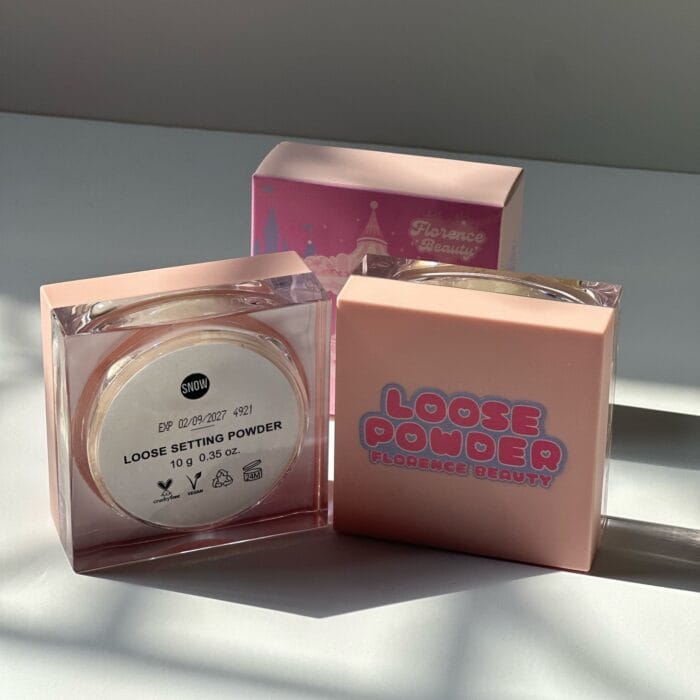 Florence
Beauty
SNOW
EXP 02/09/2027 4921
LOOSE SETTING POWDER
10 g 0.35 oz.
crueltyfree
VEGAN
24M
LOOSE
POWDER
FLORENCE BEAUTY